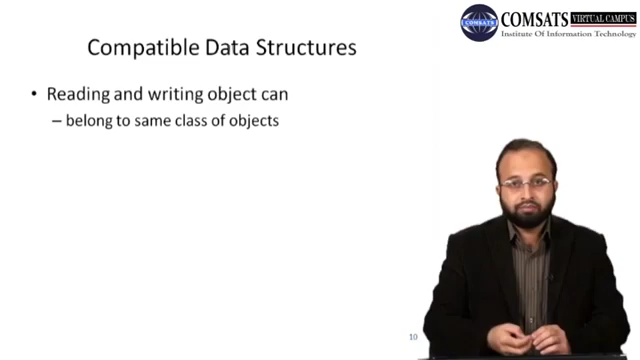 COMSATS VIRTUAL CAMPUS
Institute Of Information Technology
COMSATS
Compatible Data Structures
• Reading and writing object can
– belong to same class of objects
10